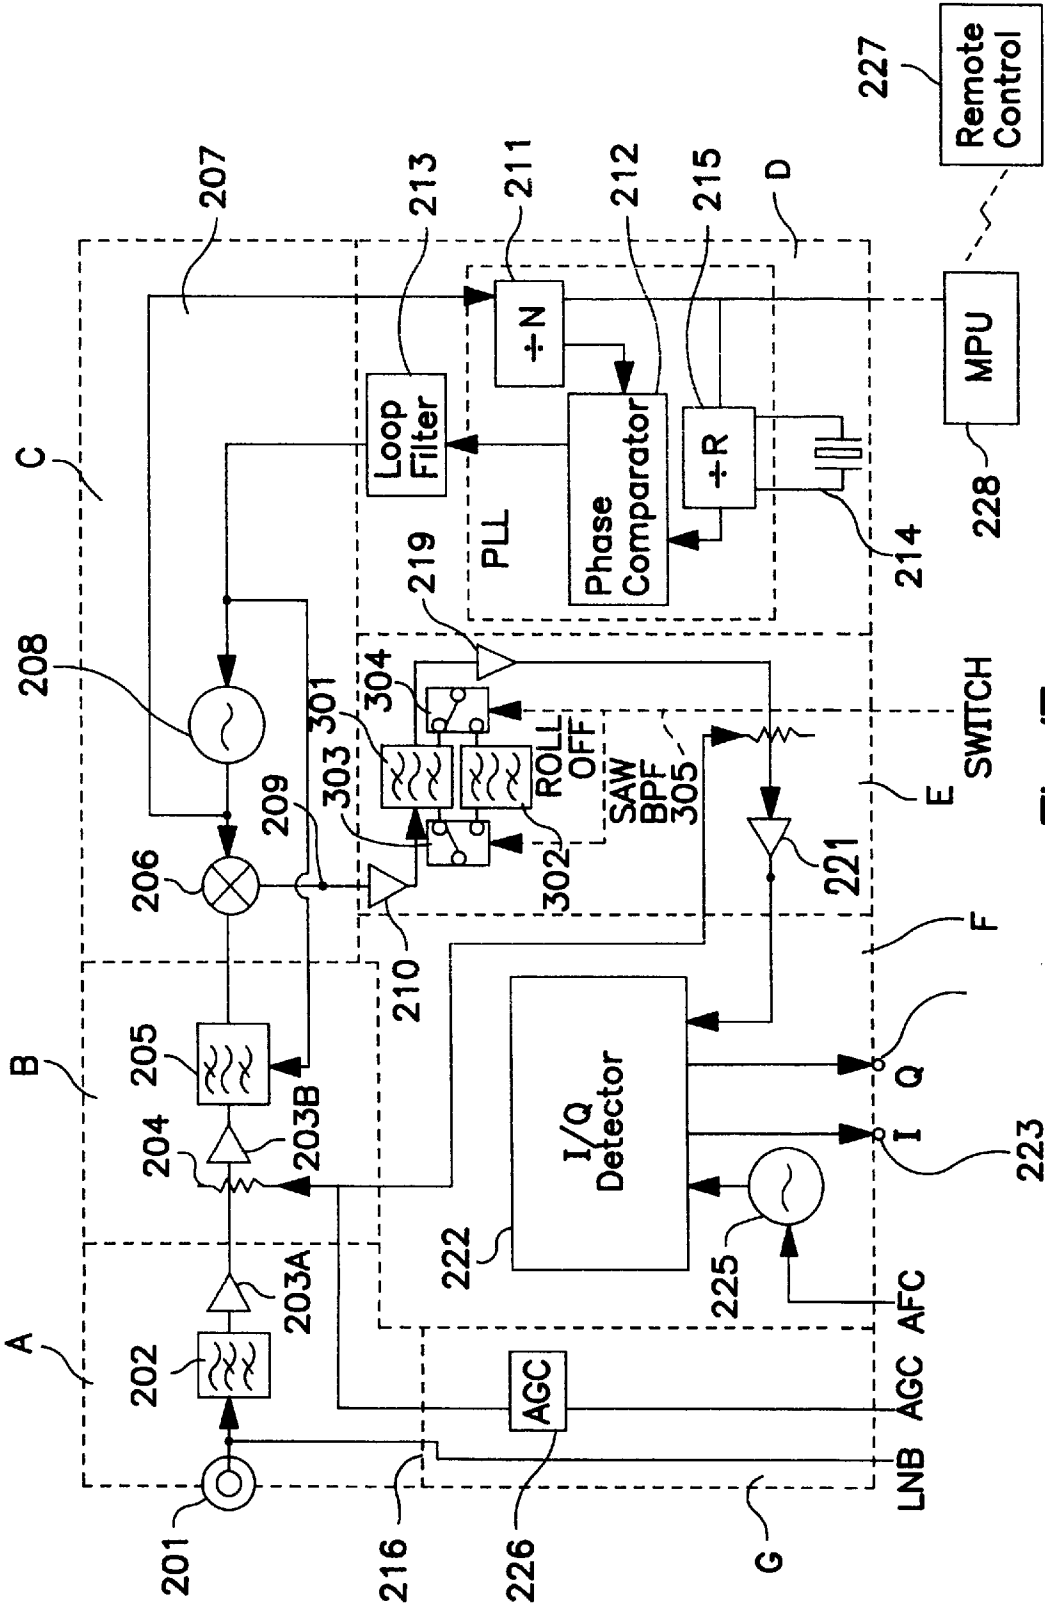 A
B
C
201
202
203A
204
203B
205
206
208
207
209
210
303
301
304
219
302
ROLL
OFF
SAW
BPF
305
221
Loop
Filter
213
PLL
÷N
211
Phase
Comparator
212
÷R
215
214
D
216
226
AGC
222
I/Q
Detector
225
G
LNB
AGC
AFC
I
Q
223
F
E
SWITCH
MPU
228
Remote
Control
227